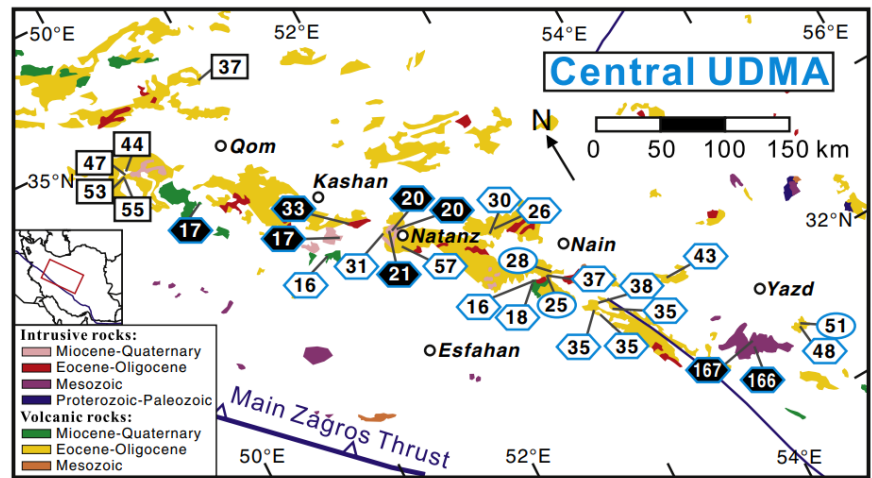 50°E
52°E
54°E
56°E
Central UDMA
37
N
0 50 100 150 km
44
47
Qom
35°N
53
55
Kashan
20
20
30
26
33
32°N
17
17
Natanz
Nain
31
21
57
28
43
16
37
38
Yazd
16
18
25
35
51
35
35
48
Esfahan
167
166
Intrusive rocks:
Miocene-Quaternary
Eocene-Oligocene
Mesozoic
Proterozoic-Paleozoic
Volcanic rocks:
Miocene-Quaternary
Eocene-Oligocene
Mesozoic
Main Zagros Thrust
50°E
52°E
54°E